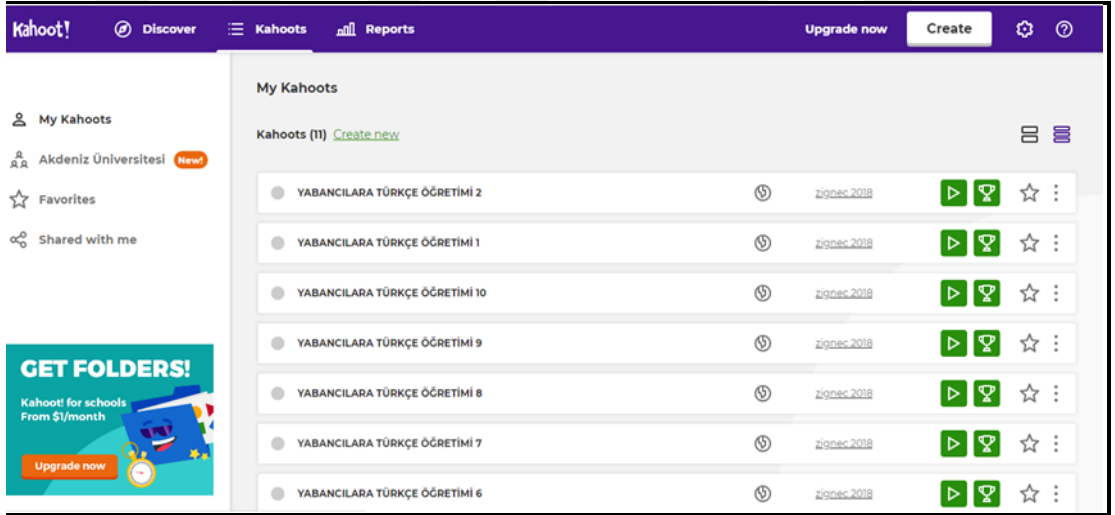 Kahoot! Discover Kahoots Reports Upgrade now Create
My Kahoots
Akdeniz Üniversitesi New!
Favorites
Shared with me
GET FOLDERS!
Kahoot! for schools
From $1/month
Upgrade now
My Kahoots
Kahoots (11) Create new
YABANCILARA TÜRKÇE ÖĞRETİMİ 2 zignec2018
YABANCILARA TÜRKÇE ÖĞRETİMİ 1 zignec2018
YABANCILARA TÜRKÇE ÖĞRETİMİ 10 zignec2018
YABANCILARA TÜRKÇE ÖĞRETİMİ 9 zignec2018
YABANCILARA TÜRKÇE ÖĞRETİMİ 8 zignec2018
YABANCILARA TÜRKÇE ÖĞRETİMİ 7 zignec2018
YABANCILARA TÜRKÇE ÖĞRETİMİ 6 zignec2018